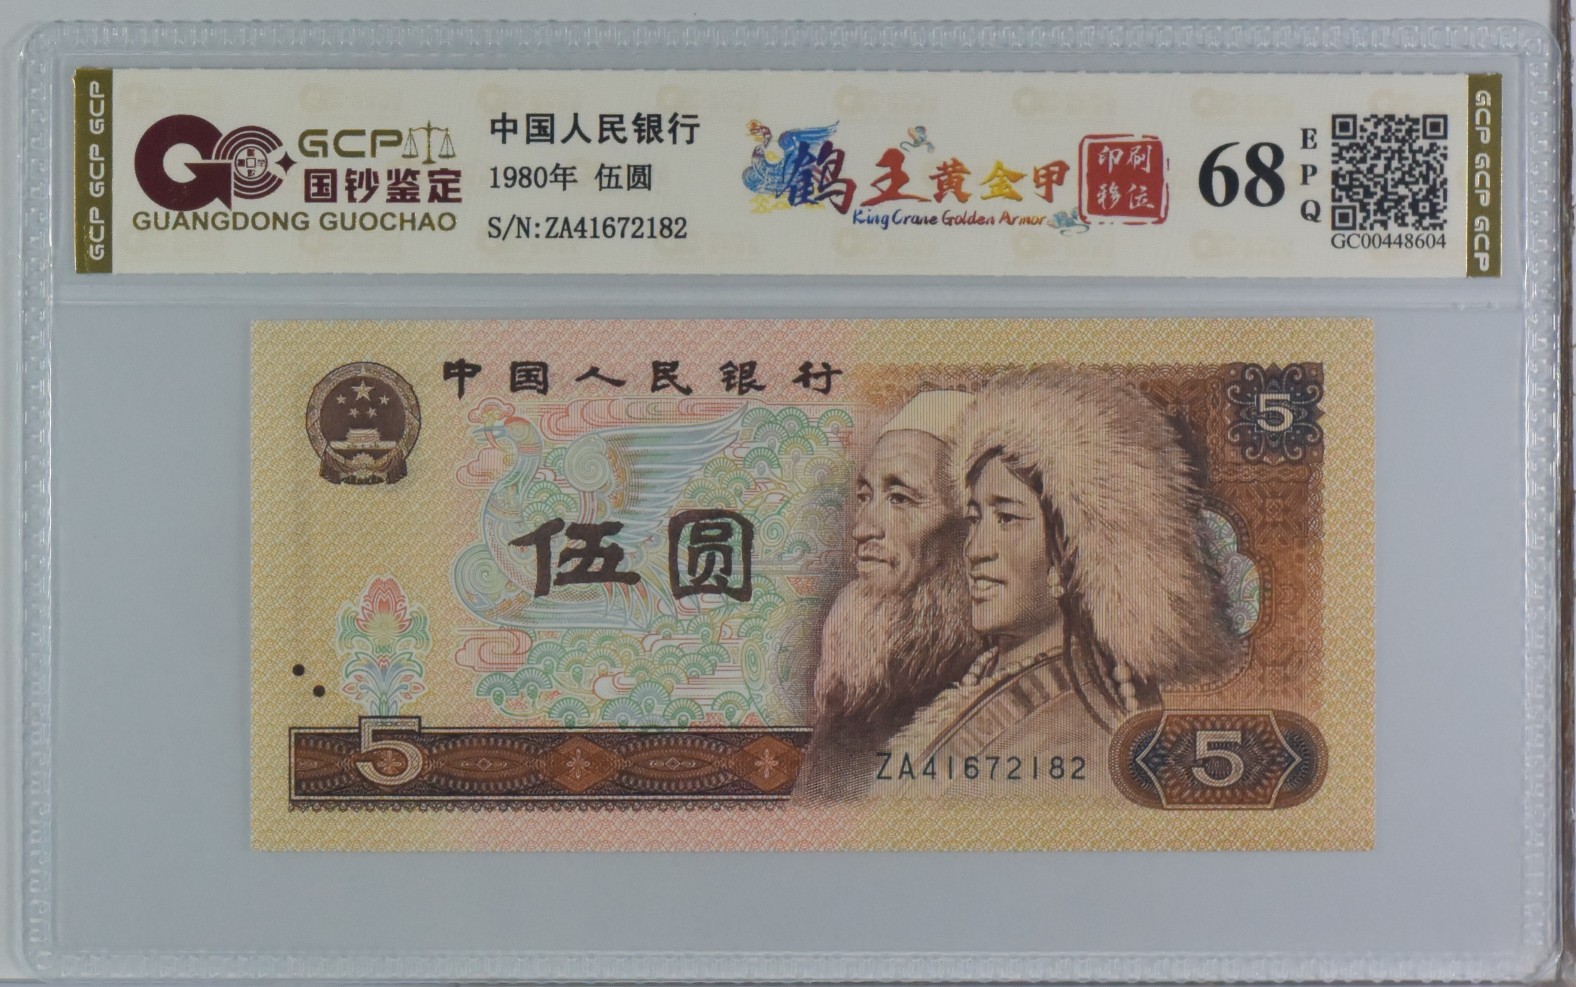 GCP GCP GCP
GCP
国钞鉴定
GUANGDONG GUOCHAO
中国人民银行
1980年 伍圆
S/N:ZA41672182
鹤王黄金甲
King Crane Golden Armor
印刷
移位
68
EPQ
GC00448604
GCP GCP GCP
中国人民银行
5
伍圆
5
ZA41672182
5